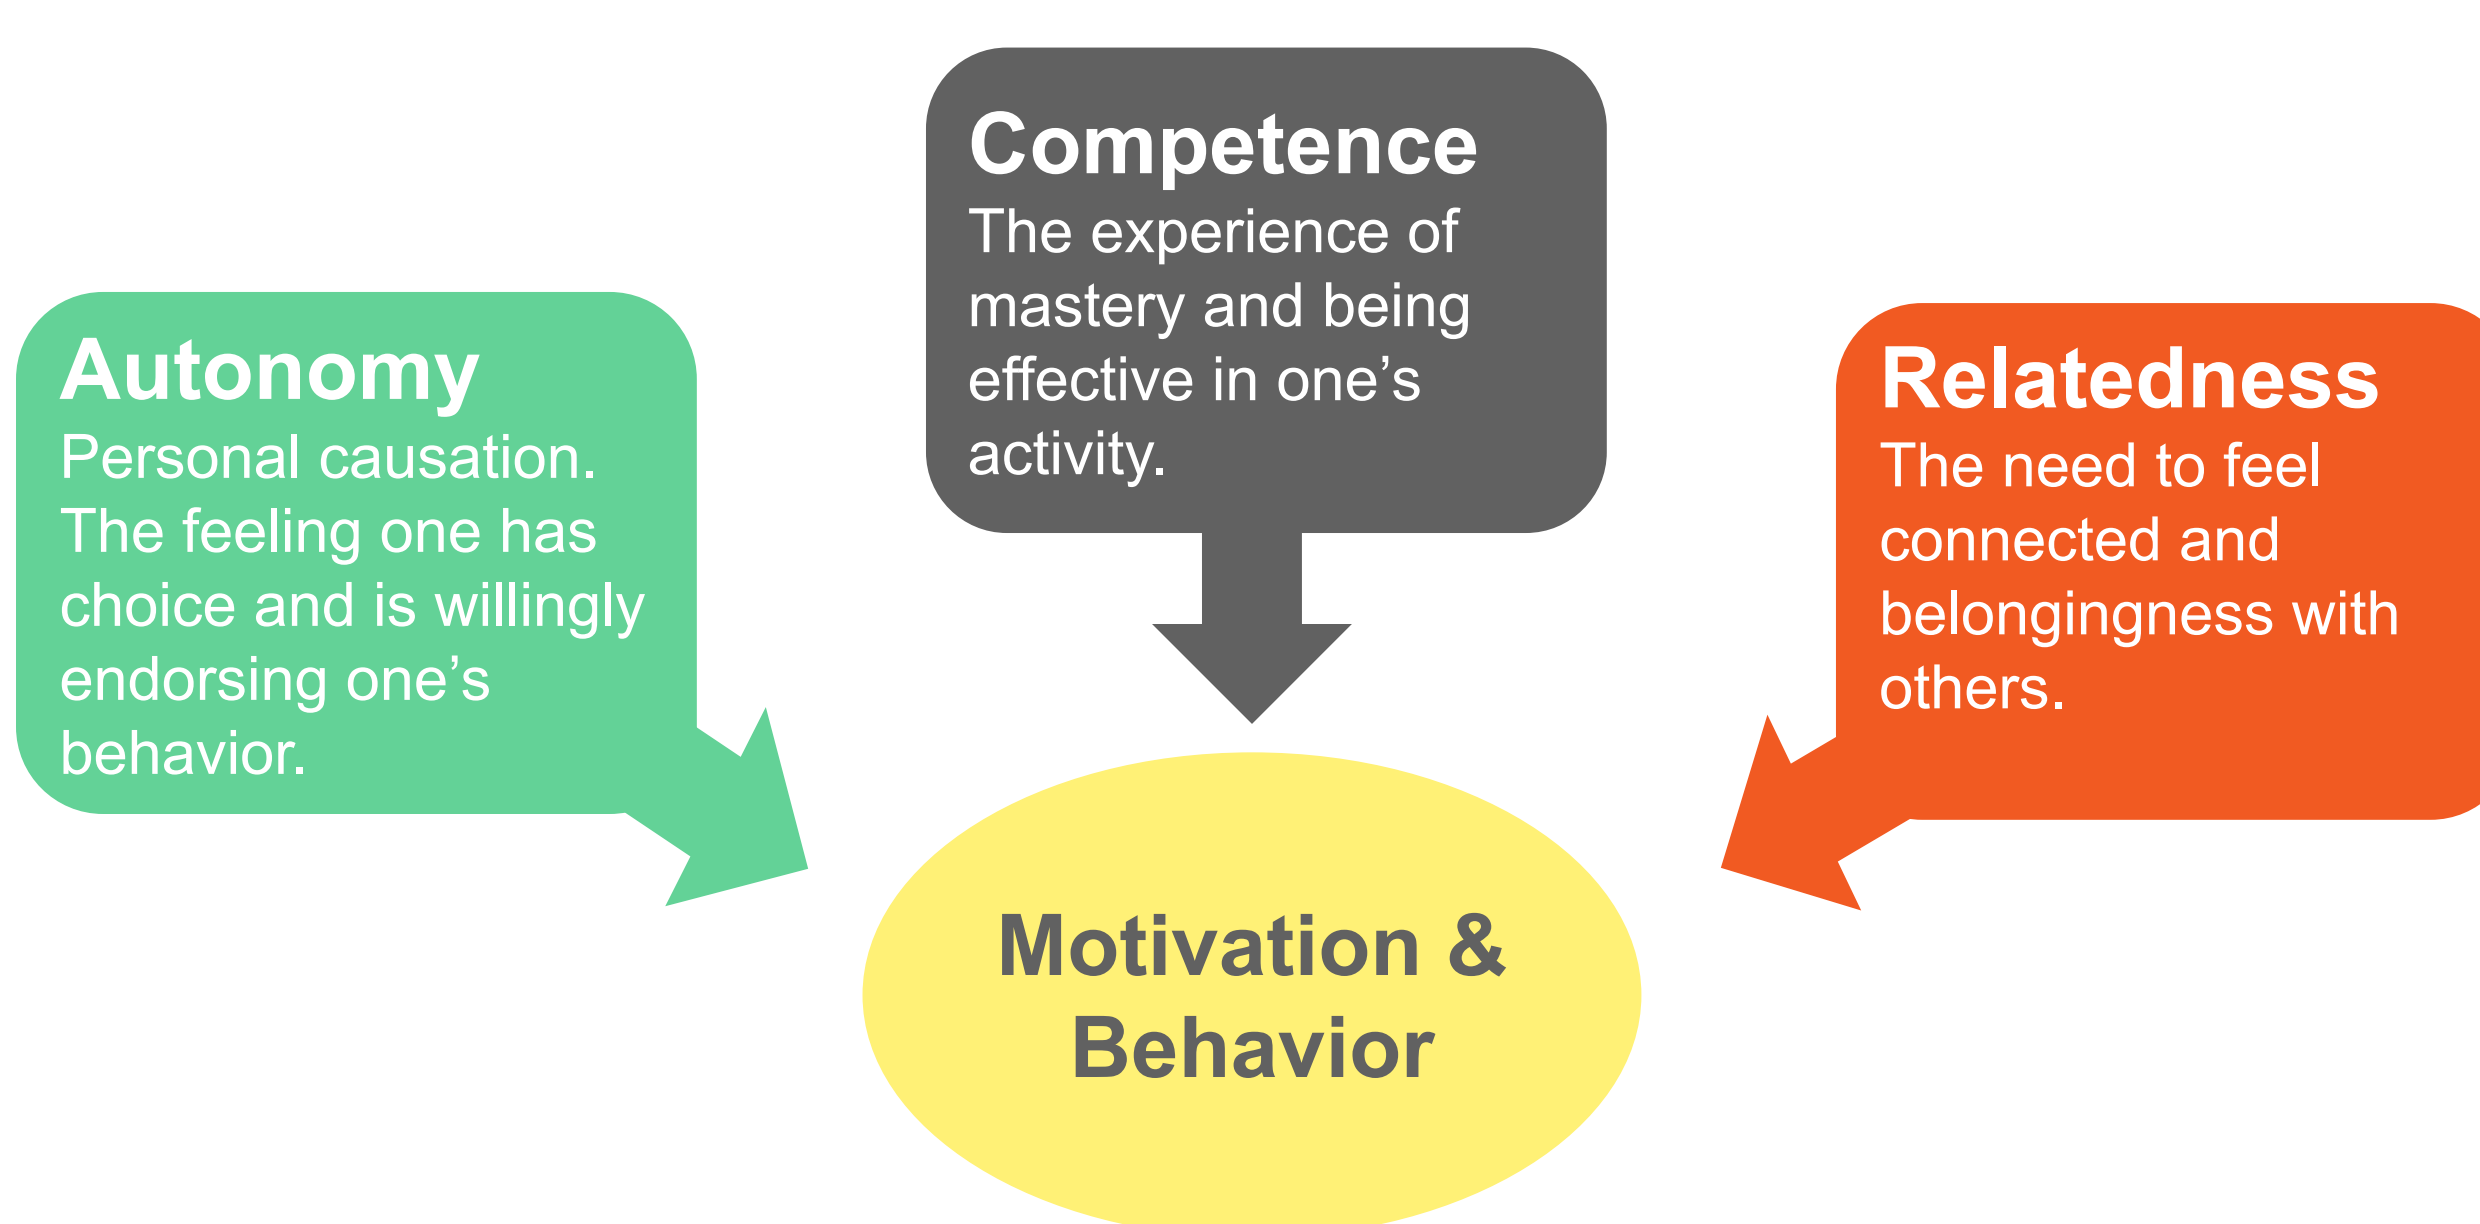 Competence
The experience of
mastery and being
effective in one’s
activity.
Autonomy
Personal causation.
The feeling one has
choice and is willingly
endorsing one’s
behavior.
Relatedness
The need to feel
connected and
belongingness with
others.
Motivation &
Behavior